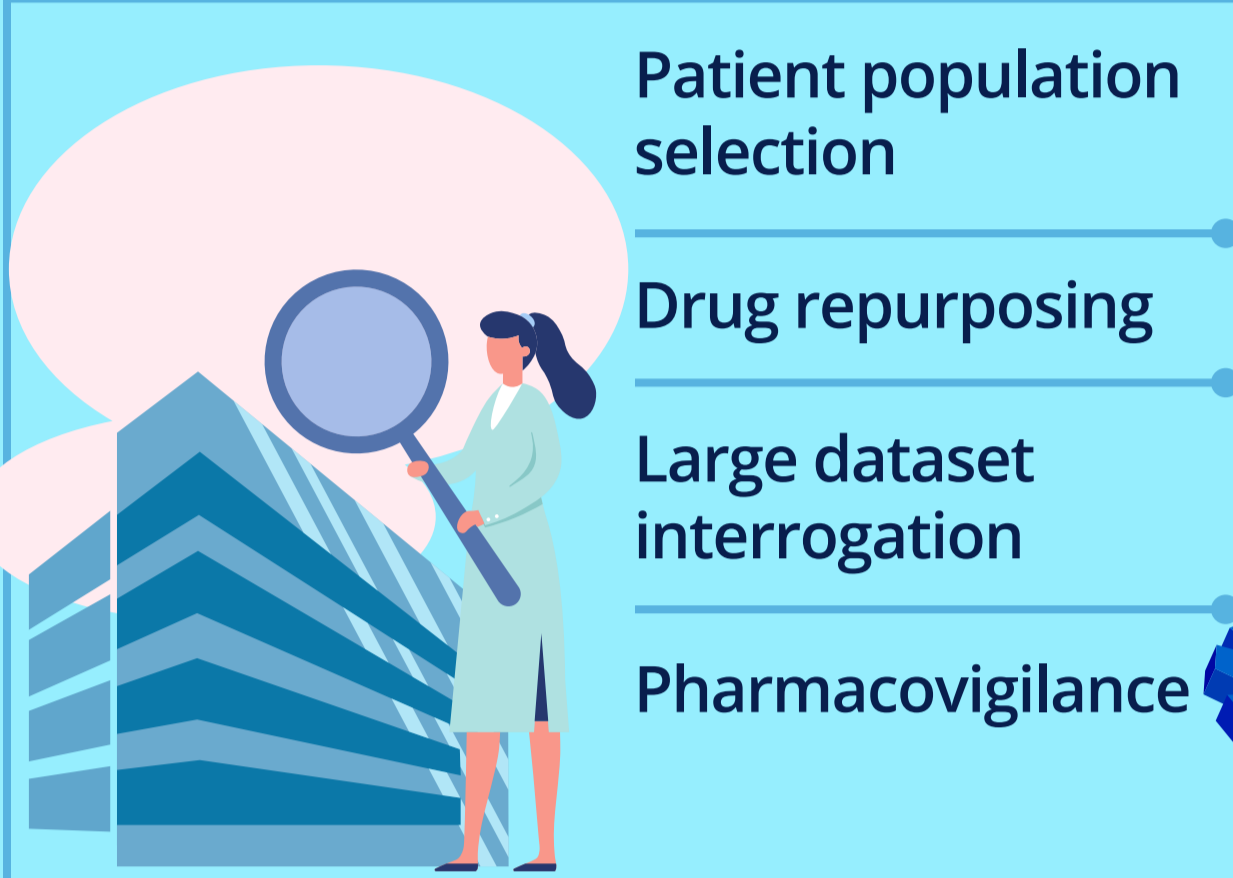 Patient population
selection
Drug repurposing
Large dataset
interrogation
Pharmacovigilance